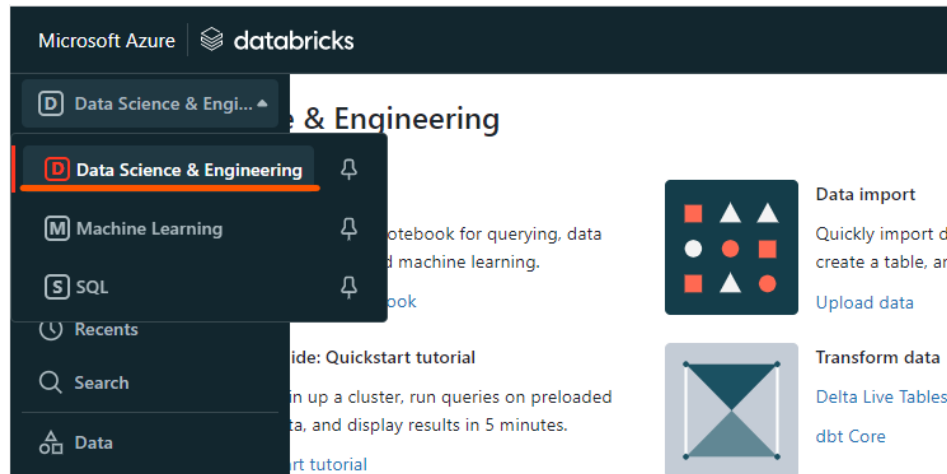 Microsoft Azure databricks
D Data Science & Engi...
& Engineering
D Data Science & Engineering
M Machine Learning
S SQL
Recents
Search
Data
otebook for querying, data
machine learning.
ook
ide: Quickstart tutorial
in up a cluster, run queries on preloaded
ta, and display results in 5 minutes.
rt tutorial
Data import
Quickly import d
create a table, an
Upload data
Transform data
Delta Live Tables
dbt Core